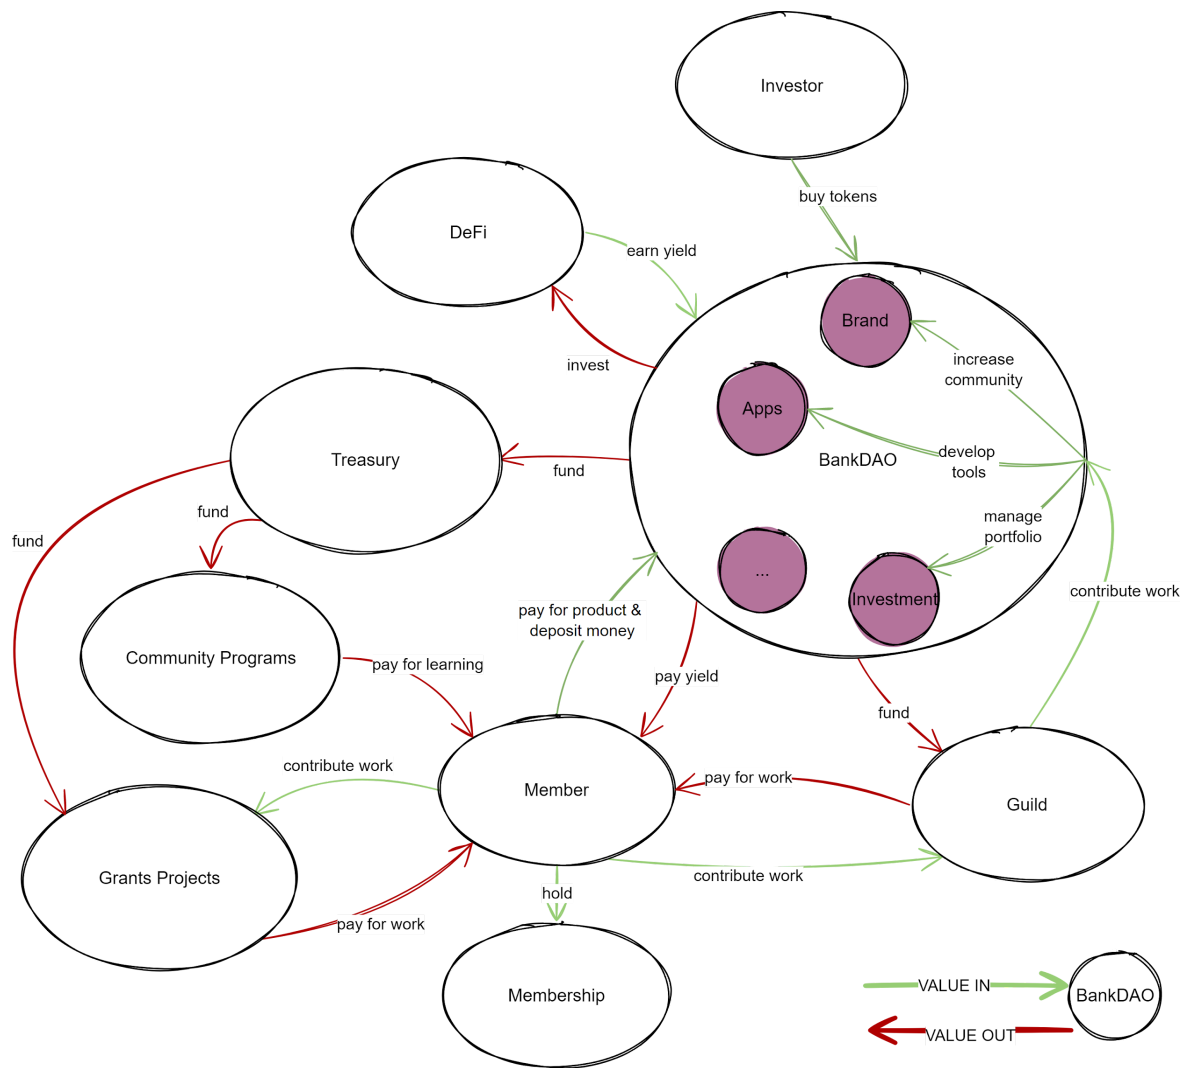 Investor
buy tokens
DeFi
earn yield
invest
Brand
increase
community
Apps
BankDAO
develop
tools
Treasury
fund
fund
fund
manage
portfolio
...
Investment
contribute work
pay for product &
deposit money
Community Programs
pay for learning
pay yield
fund
contribute work
Member
pay for work
Guild
Grants Projects
contribute work
hold
pay for work
Membership
VALUE IN
BankDAO
VALUE OUT